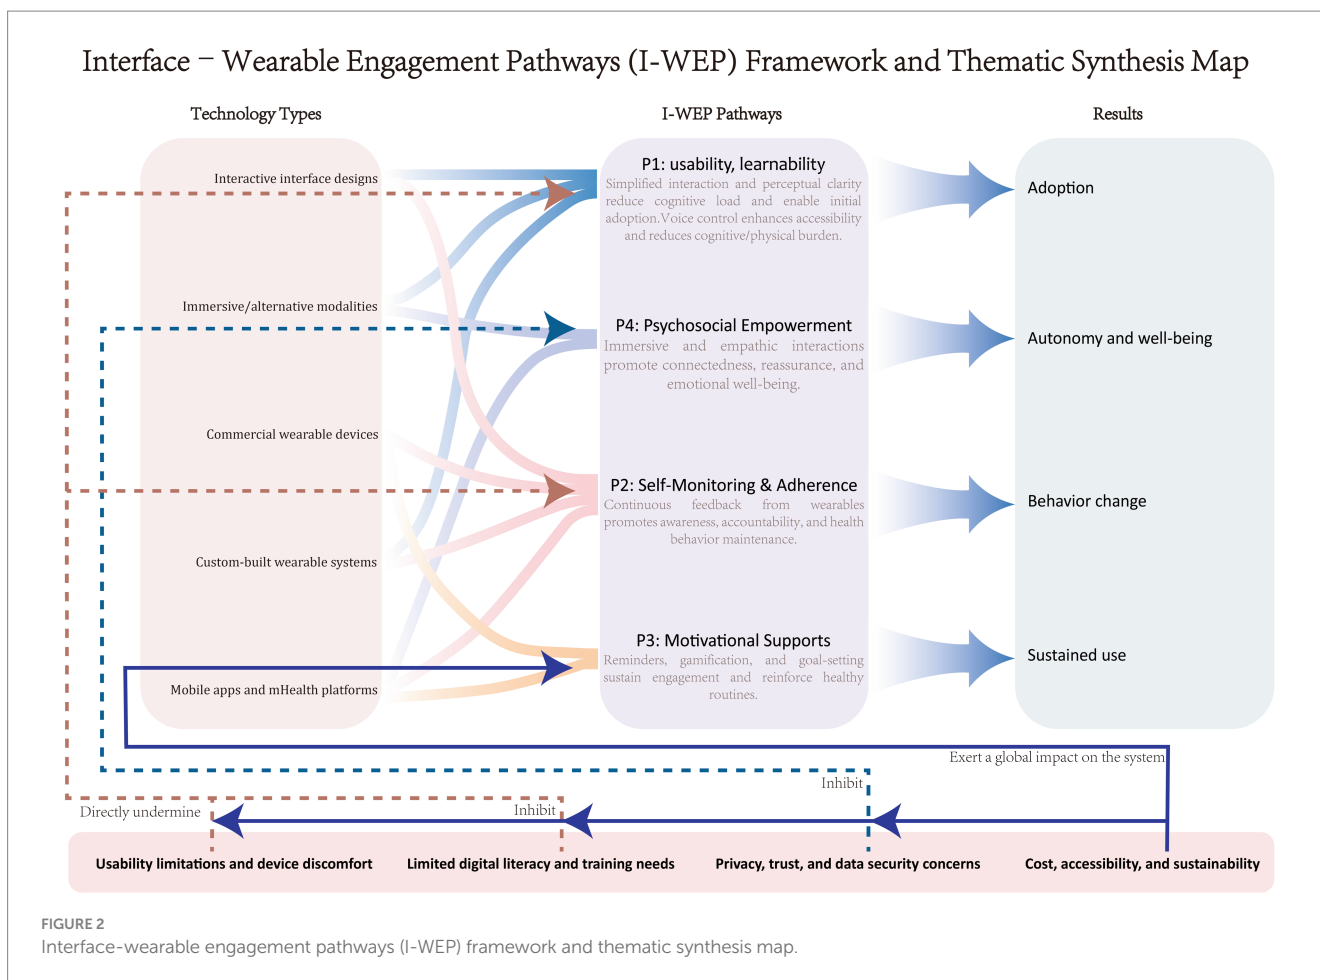 Interface – Wearable Engagement Pathways (I-WEP) Framework and Thematic Synthesis Map
Technology Types
I-WEP Pathways
Results
Interactive interface designs
Immersive/alternative modalities
Commercial wearable devices
Custom-built wearable systems
Mobile apps and mHealth platforms
P1: usability, learnability
Simplified interaction and perceptual clarity
reduce cognitive load and enable initial
adoption.Voice control enhances accessibility
and reduces cognitive/physical burden.
P4: Psychosocial Empowerment
Immersive and empathic interactions
promote connectedness, reassurance, and
emotional well-being.
P2: Self-Monitoring & Adherence
Continuous feedback from wearables
promotes awareness, accountability, and health
behavior maintenance.
P3: Motivational Supports
Reminders, gamification, and goal-setting
sustain engagement and reinforce healthy
routines.
Adoption
Autonomy and well-being
Behavior change
Sustained use
Exert a global impact on the system
Inhibit
Inhibit
Directly undermine
Usability limitations and device discomfort
Limited digital literacy and training needs
Privacy, trust, and data security concerns
Cost, accessibility, and sustainability
FIGURE 2
Interface-wearable engagement pathways (I-WEP) framework and thematic synthesis map.